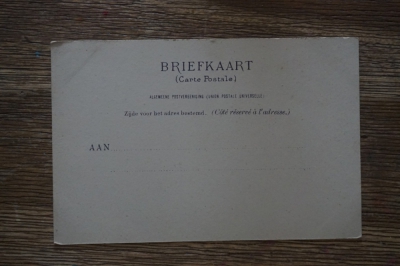 BRIEFKAART
(Carte Postale)
ALGEMEENE POSTVEREENIGING (UNION POSTALE UNIVERSELLE)
Zijde voor het adres bestemd. (Côté réservé à l'adresse.)
AAN